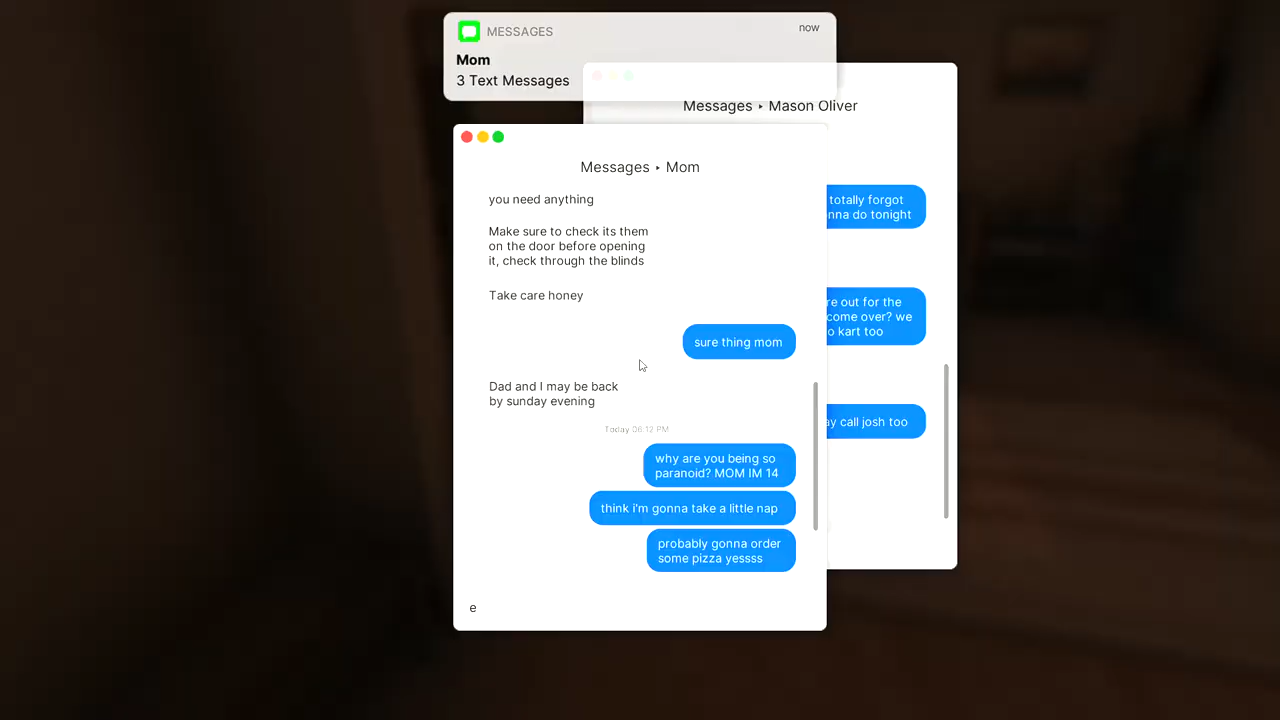 MESSAGES
now
Mom
3 Text Messages
Messages ‣ Mason Oliver
Messages ‣ Mom
you need anything
Make sure to check its them
on the door before opening
it, check through the blinds
Take care honey
sure thing mom
Dad and I may be back
by sunday evening
Today 06:12 PM
why are you being so
paranoid? MOM IM 14
think i'm gonna take a little nap
probably gonna order
some pizza yessss
e
totally forgot
do tonight
out for the
come over? we
kart too
call josh too